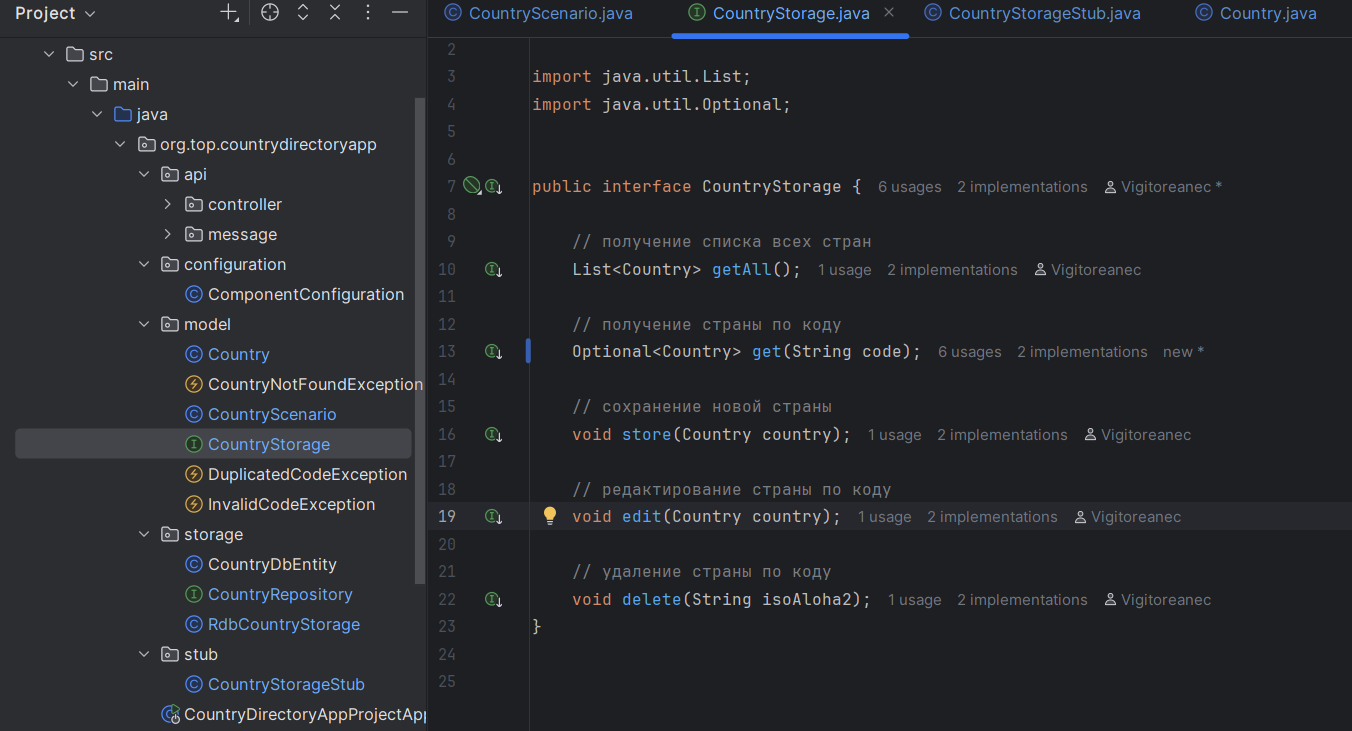 Project
src
main
java
org.top.countrydirectoryapp
api
controller
message
configuration
ComponentConfiguration
model
Country
CountryNotFoundException
CountryScenario
CountryStorage
DuplicatedCodeException
InvalidCodeException
storage
CountryDbEntity
CountryRepository
RdbCountryStorage
stub
CountryStorageStub
CountryDirectoryAppProjectApp
CountryScenario.java CountryStorage.java CountryStorageStub.java Country.java
2
3 import java.util.List;
4 import java.util.Optional;
5
6
7 public interface CountryStorage { 6 usages 2 implementations Vigitoreanec *
8
9 // получение списка всех стран
10 List<Country> getAll(); 1 usage 2 implementations Vigitoreanec
11
12 // получение страны по коду
13 Optional<Country> get(String code); 6 usages 2 implementations new *
14
15 // сохранение новой страны
16 void store(Country country); 1 usage 2 implementations Vigitoreanec
17
18 // редактирование страны по коду
19 void edit(Country country); 1 usage 2 implementations Vigitoreanec
20
21 // удаление страны по коду
22 void delete(String isoAloha2); 1 usage 2 implementations Vigitoreanec
23 }
24
25